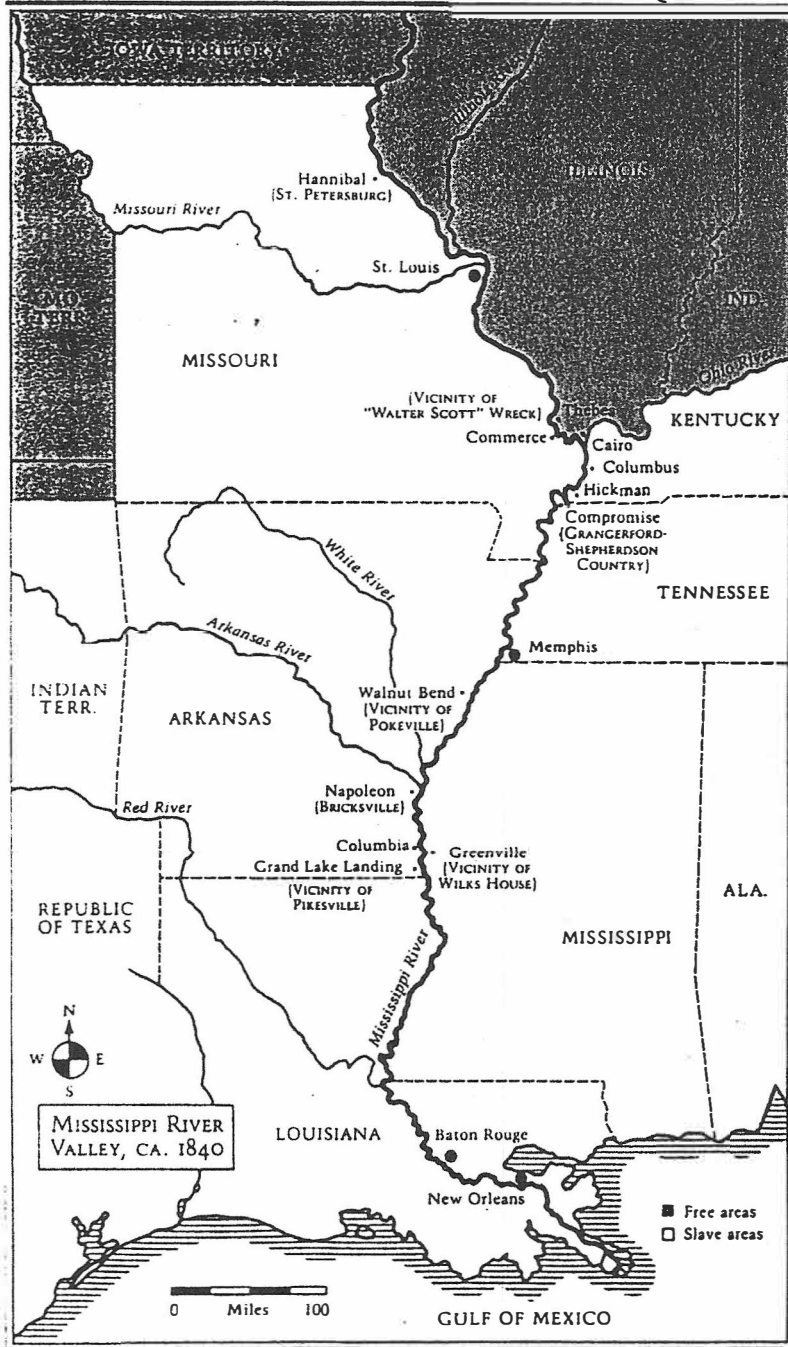 IOWA TERRITORY
Illinois R.
ILLINOIS
Hannibal
(ST. PETERSBURG)
Missouri River
St. Louis
MO.
TERR.
IND.
MISSOURI
Ohio River
(VICINITY OF
"WALTER SCOTT" WRECK)
Thebes
KENTUCKY
Commerce
Cairo
Columbus
Hickman
Compromise
(GRANGERFORD-
SHEPHERDSON
COUNTRY)
White River
TENNESSEE
Arkansas River
Memphis
INDIAN
TERR.
Walnut Bend
(VICINITY OF
POKEVILLE)
ARKANSAS
Napoleon
(BRICKSVILLE)
Red River
Columbia
Greenville
(VICINITY OF
WILKS HOUSE)
Grand Lake Landing
(VICINITY OF
PIKESVILLE)
ALA.
REPUBLIC
OF TEXAS
MISSISSIPPI
Mississippi River
N
W E
S
MISSISSIPPI RIVER
VALLEY, CA. 1840
LOUISIANA
Baton Rouge
New Orleans
Free areas
Slave areas
0 Miles 100
GULF OF MEXICO